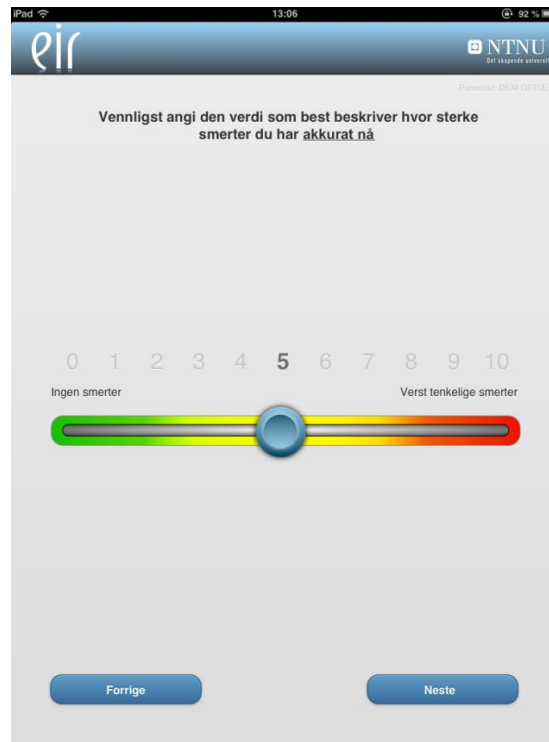 iPad 13:06 92 %
eir
NTNU
Det skapende universit
Vennligst angi den verdi som best beskriver hvor sterke
smerter du har akkurat nå
0 1 2 3 4 5 6 7 8 9 10
Ingen smerter Verst tenkelige smerter
Forrige Neste